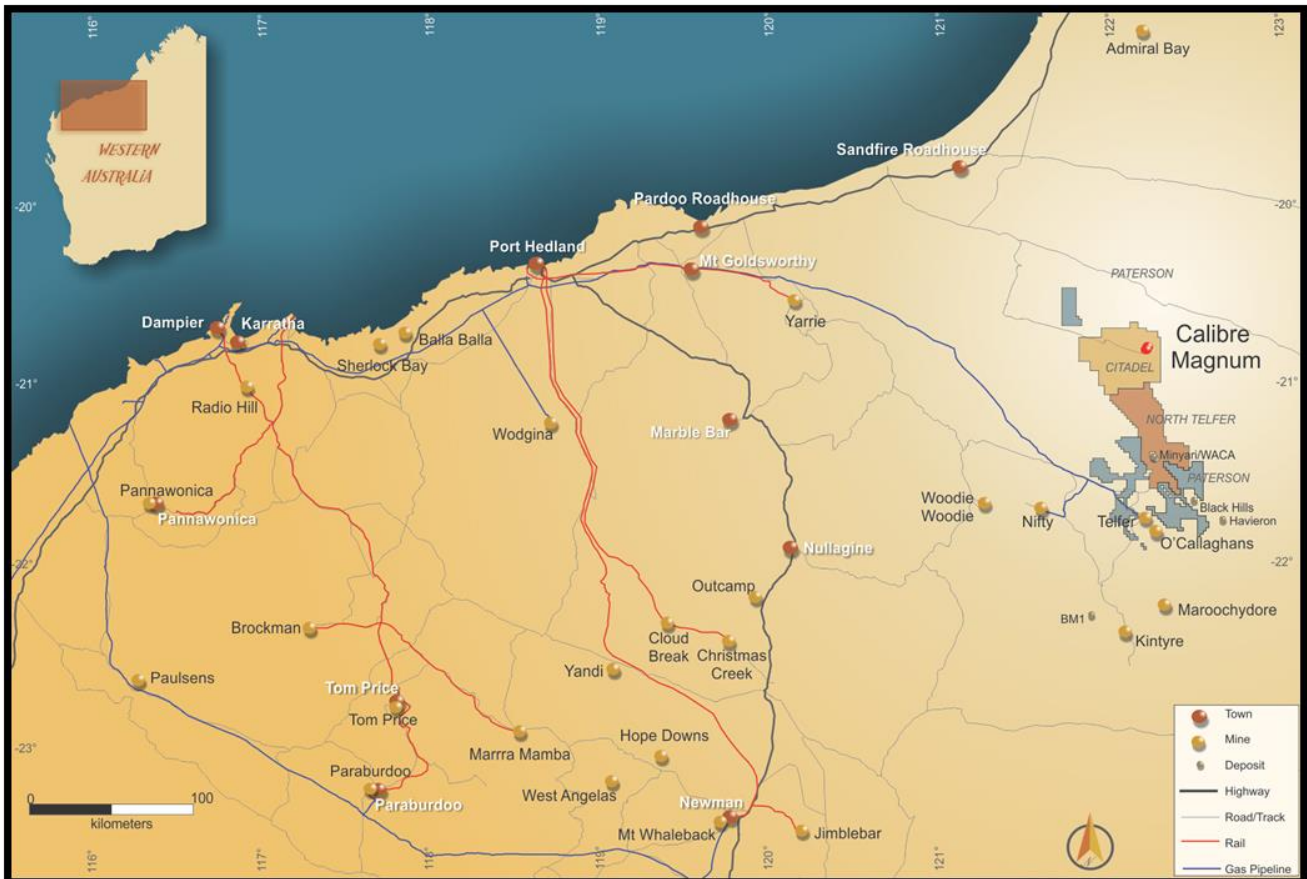 116°
117°
118°
119°
120°
121°
122°
123°
Admiral Bay
WESTERN
AUSTRALIA
Sandfire Roadhouse
-20°
-20°
Pardoo Roadhouse
Port Hedland
Mt Goldsworthy
PATERSON
Dampier
Karratha
Yarrie
Balla Balla
Sherlock Bay
Calibre
Magnum
CITADEL
-21°
-21°
Radio Hill
Wodgina
Marble Bar
NORTH TELFER
Minyari/WACA
PATERSON
Pannawonica
Pannawonica
Woodie
Woodie
Nifty
Telfer
Black Hills
Havieron
O'Callaghans
Nullagine
-22°
-22°
Outcamp
Maroochydore
BM1
Kintyre
Brockman
Cloud
Break
Christmas
Creek
Yandi
Paulsens
Tom Price
Tom Price
Marrra Mamba
Hope Downs
-23°
Paraburdoo
Paraburdoo
West Angelas
Newman
Mt Whaleback
Jimblebar
0
100
kilometers
Town
Mine
Deposit
Highway
Road/Track
Rail
Gas Pipeline
116°
117°
118°
119°
120°
121°